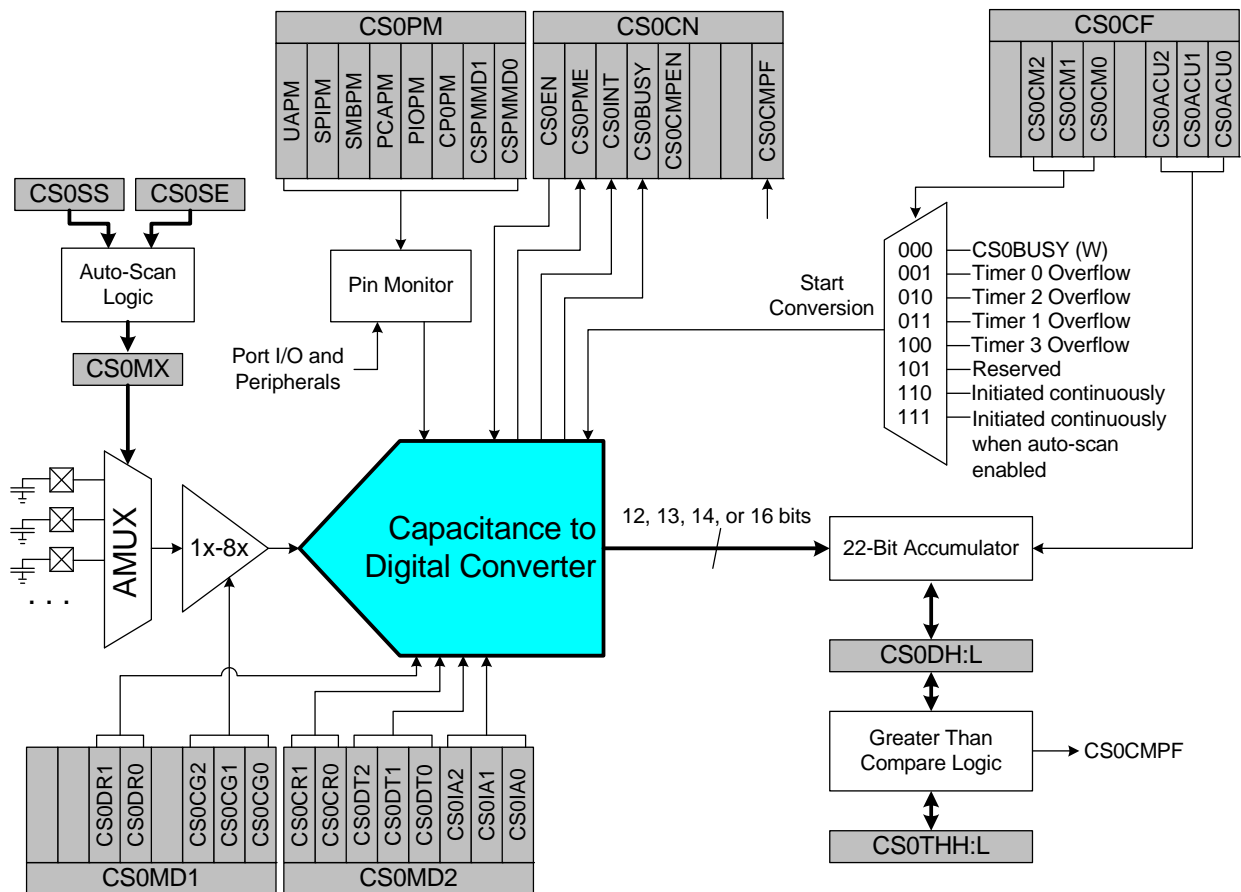 CS0PM
UAPM
SPIPM
SMBPM
PCAPM
PIOPM
CP0PM
CSPMMD1
CSPMMD0
CS0CN
CS0EN
CS0PME
CS0INT
CS0BUSY
CS0CMPEN
CS0CMPF
CS0CF
CS0CM2
CS0CM1
CS0CM0
CS0ACU2
CS0ACU1
CS0ACU0
CS0SS
CS0SE
Auto-Scan
Logic
CS0MX
Pin Monitor
Port I/O and
Peripherals
Start
Conversion
000 CS0BUSY (W)
001 Timer 0 Overflow
010 Timer 2 Overflow
011 Timer 1 Overflow
100 Timer 3 Overflow
101 Reserved
110 Initiated continuously
111 Initiated continuously
when auto-scan
enabled
AMUX
. . .
1x-8x
Capacitance to
Digital Converter
12, 13, 14, or 16 bits
22-Bit Accumulator
CS0DH:L
Greater Than
Compare Logic
CS0CMPF
CS0THH:L
CS0DR1
CS0DR0
CS0CG2
CS0CG1
CS0CG0
CS0MD1
CS0CR1
CS0CR0
CS0DT2
CS0DT1
CS0DT0
CS0IA2
CS0IA1
CS0IA0
CS0MD2